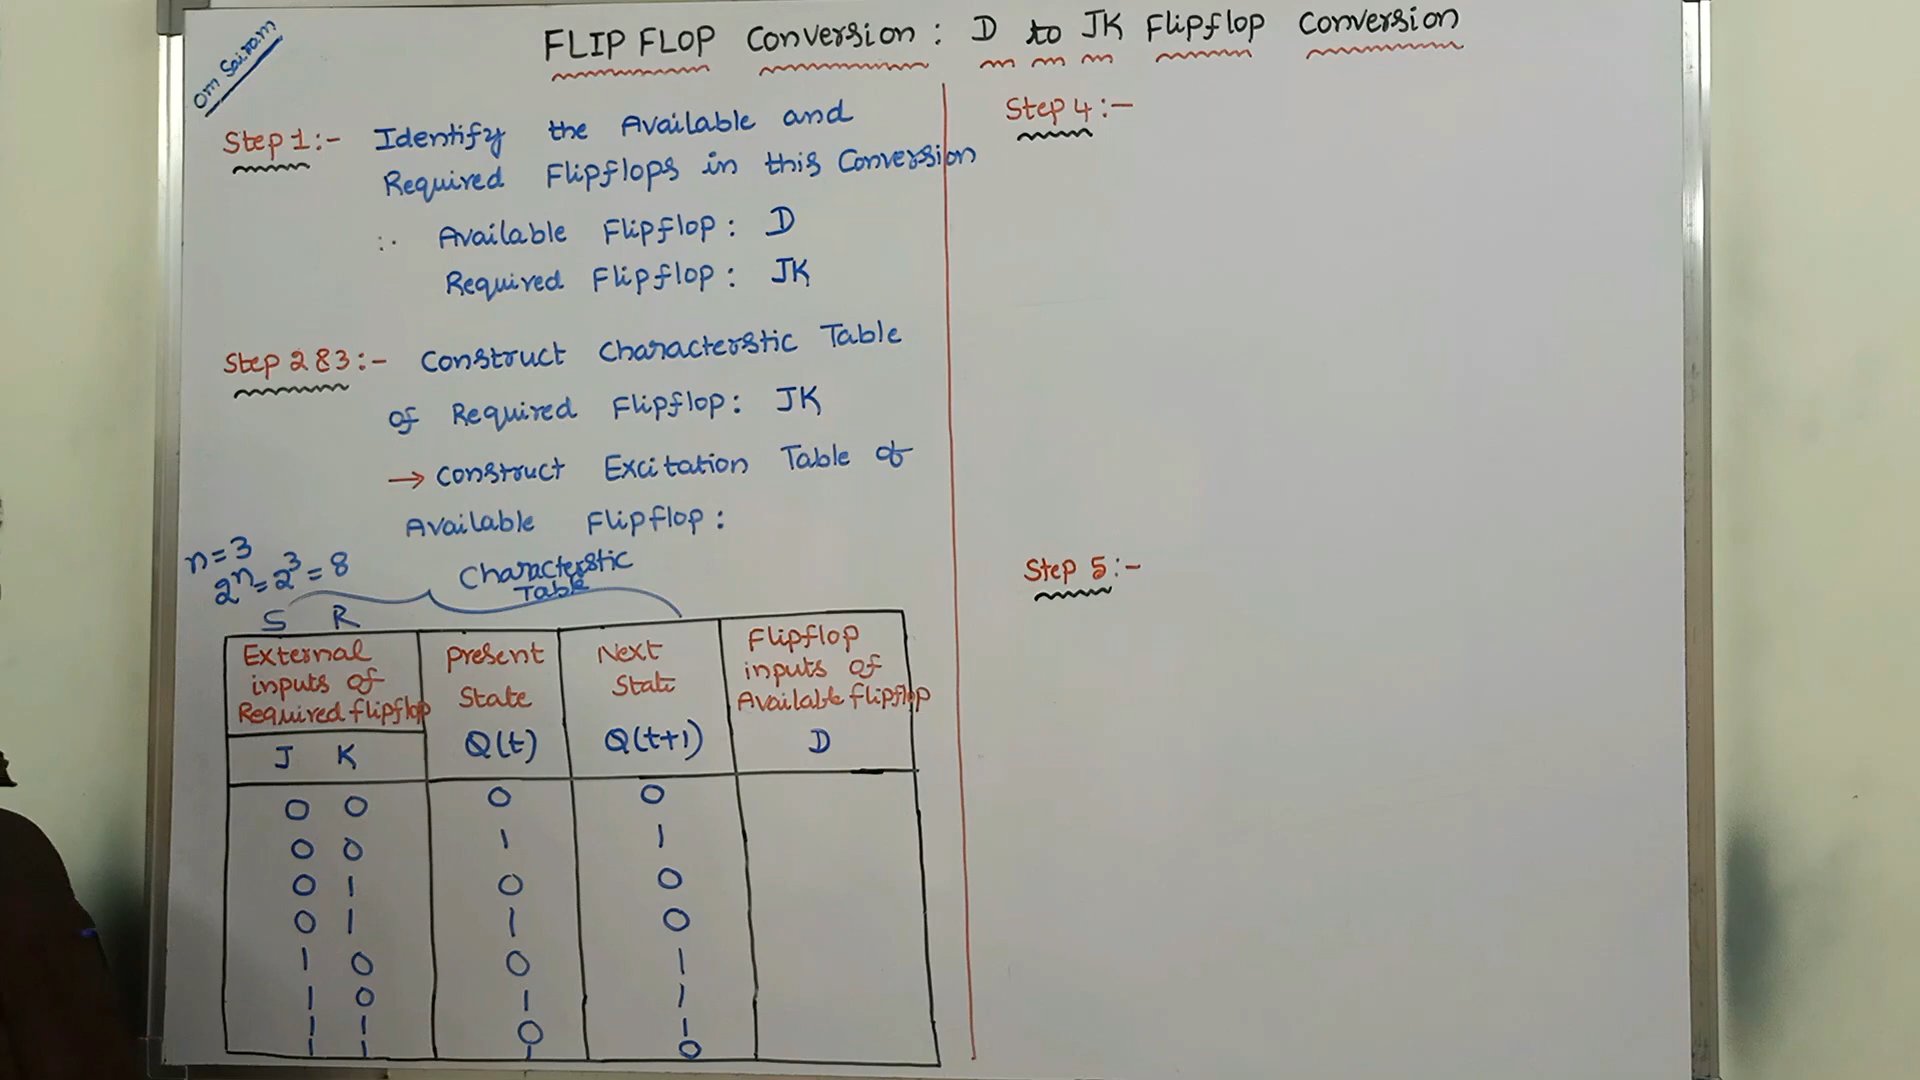 Om Sairam
FLIP FLOP Conversion : D to JK Flipflop Conversion
Step 1 :- Identify the Available and
Required Flipflops in this Conversion
∴ Available Flipflop : D
Required Flipflop : JK
Step 2 & 3 :- Construct Characterstic Table
of Required Flipflop : JK
→ Construct Excitation Table of
Available Flipflop :
n=3
2^n = 2^3 = 8
Characterstic
Table
S R
External
inputs of
Required flipflop
J K
Present
State
Q(t)
Next
State
Q(t+1)
Flipflop
inputs of
Available flipflop
D
0 0 0 0
0 0 1 1
0 1 0 0
0 1 1 0
1 0 0 1
1 0 1 1
1 1 0 1
1 1 1 0
Step 4 :-
Step 5 :-